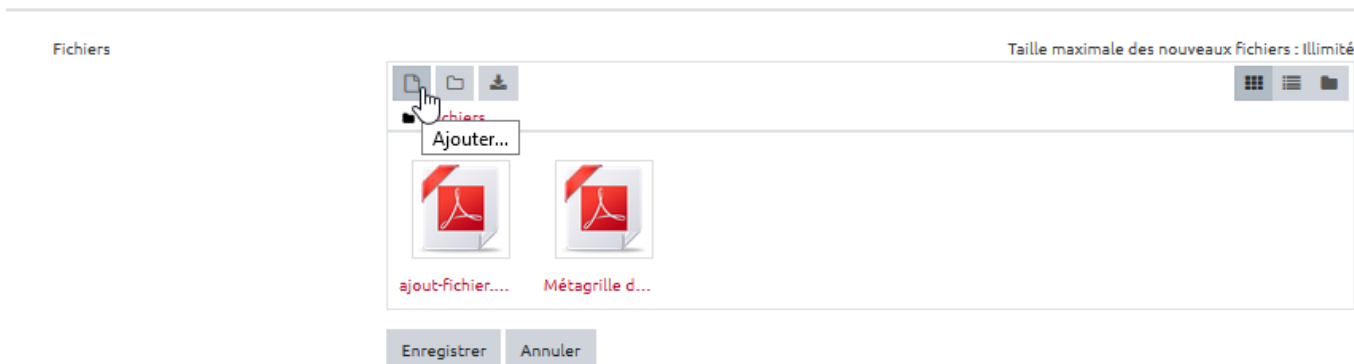 Fichiers
Taille maximale des nouveaux fichiers : Illimité
Ajouter...
ajout-fichier....
Métagrille d...
Enregistrer
Annuler